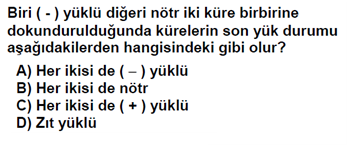 Biri ( - ) yüklü diğeri nötr iki küre birbirine
dokundurulduğunda kürelerin son yük durumu
aşağıdakilerden hangisindeki gibi olur?
A) Her ikisi de ( – ) yüklü
B) Her ikisi de nötr
C) Her ikisi de ( + ) yüklü
D) Zıt yüklü